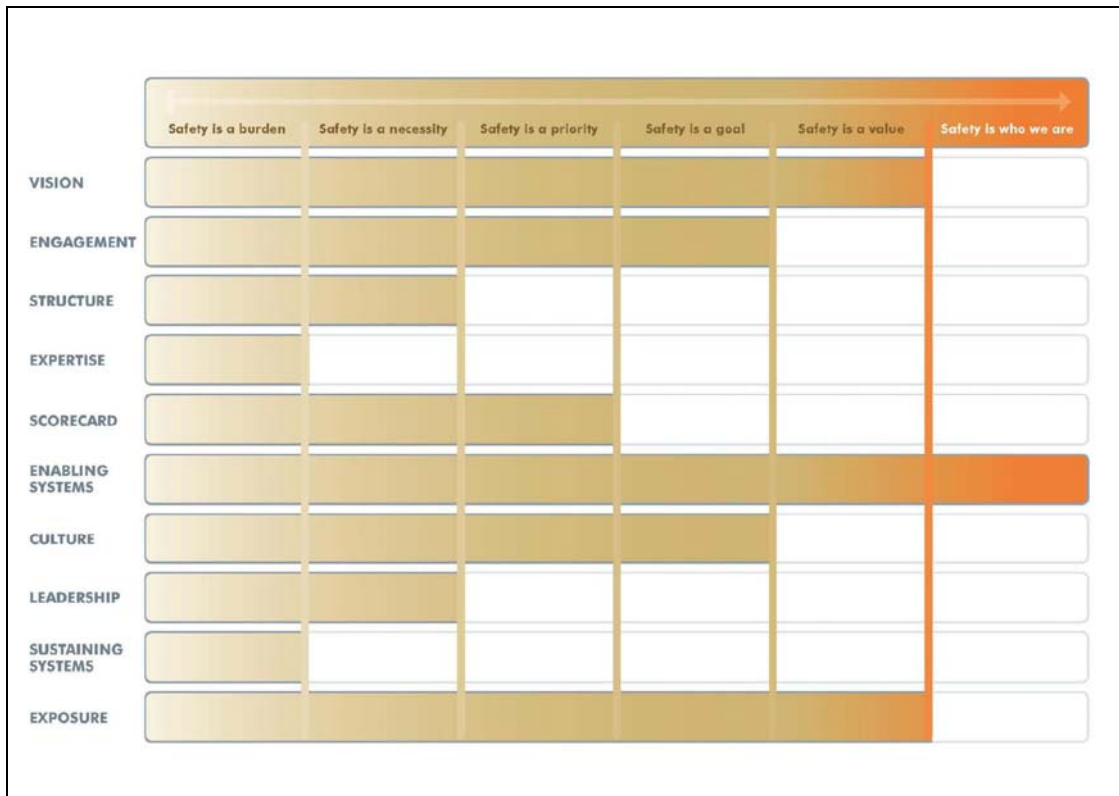 Safety is a burden Safety is a necessity Safety is a priority Safety is a goal Safety is a value Safety is who we are
VISION
ENGAGEMENT
STRUCTURE
EXPERTISE
SCORECARD
ENABLING
SYSTEMS
CULTURE
LEADERSHIP
SUSTAINING
SYSTEMS
EXPOSURE